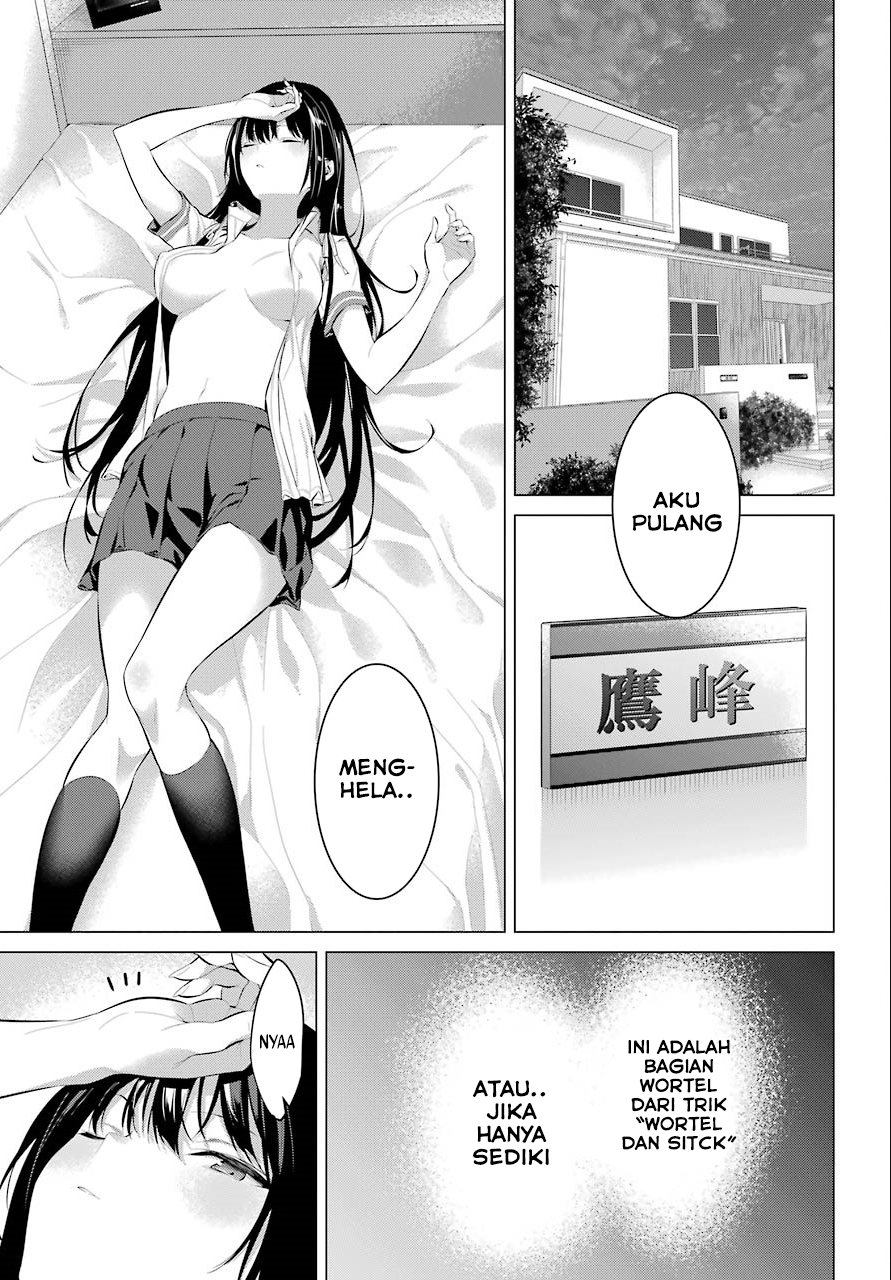 AKU
PULANG
鷹峰
MENG-
HELA..
INI ADALAH
BAGIAN
WORTEL
DARI TRIK
"WORTEL
DAN SITCK"
ATAU..
JIKA
HANYA
SEDIKI
NYAA